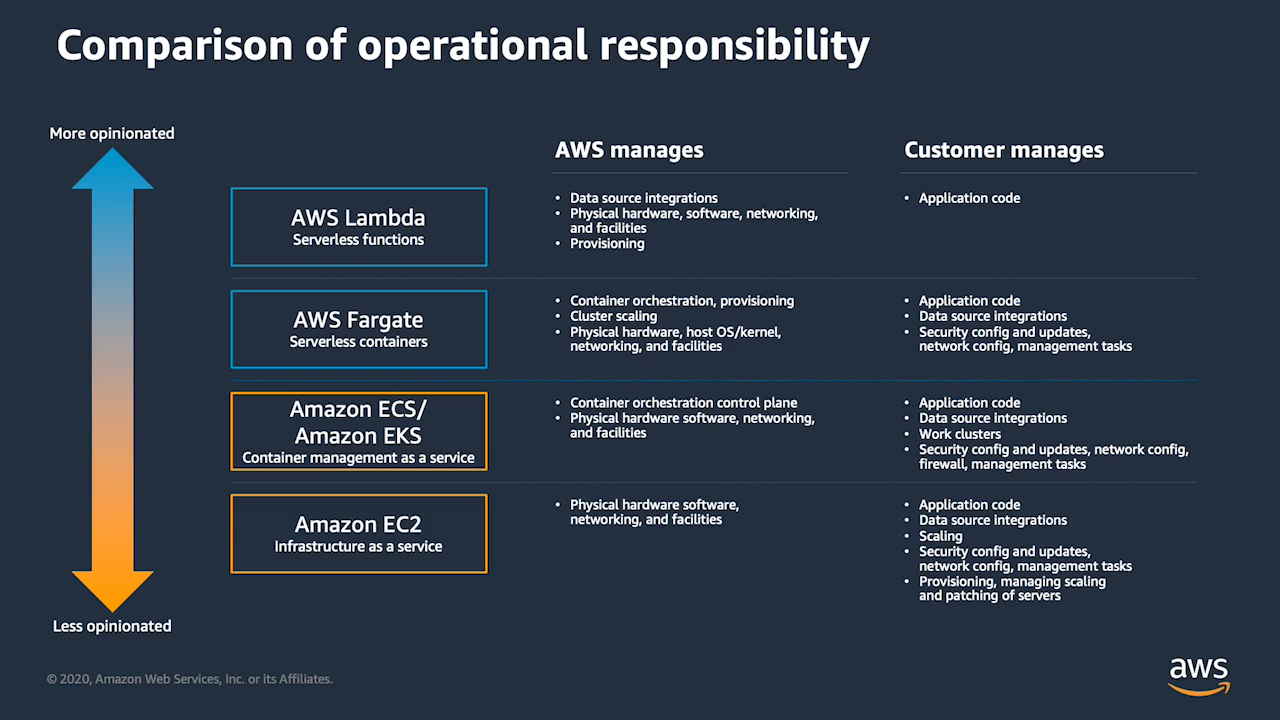 Comparison of operational responsibility
More opinionated
AWS manages
Customer manages
AWS Lambda
Serverless functions
• Data source integrations
• Physical hardware, software, networking,
and facilities
• Provisioning
• Application code
AWS Fargate
Serverless containers
• Container orchestration, provisioning
• Cluster scaling
• Physical hardware, host OS/kernel,
networking, and facilities
• Application code
• Data source integrations
• Security config and updates,
network config, management tasks
Amazon ECS/
Amazon EKS
Container management as a service
• Container orchestration control plane
• Physical hardware software, networking,
and facilities
• Application code
• Data source integrations
• Work clusters
• Security config and updates, network config,
firewall, management tasks
Amazon EC2
Infrastructure as a service
• Physical hardware software,
networking, and facilities
• Application code
• Data source integrations
• Scaling
• Security config and updates,
network config, management tasks
• Provisioning, managing scaling
and patching of servers
Less opinionated
© 2020, Amazon Web Services, Inc. or its Affiliates.
aws